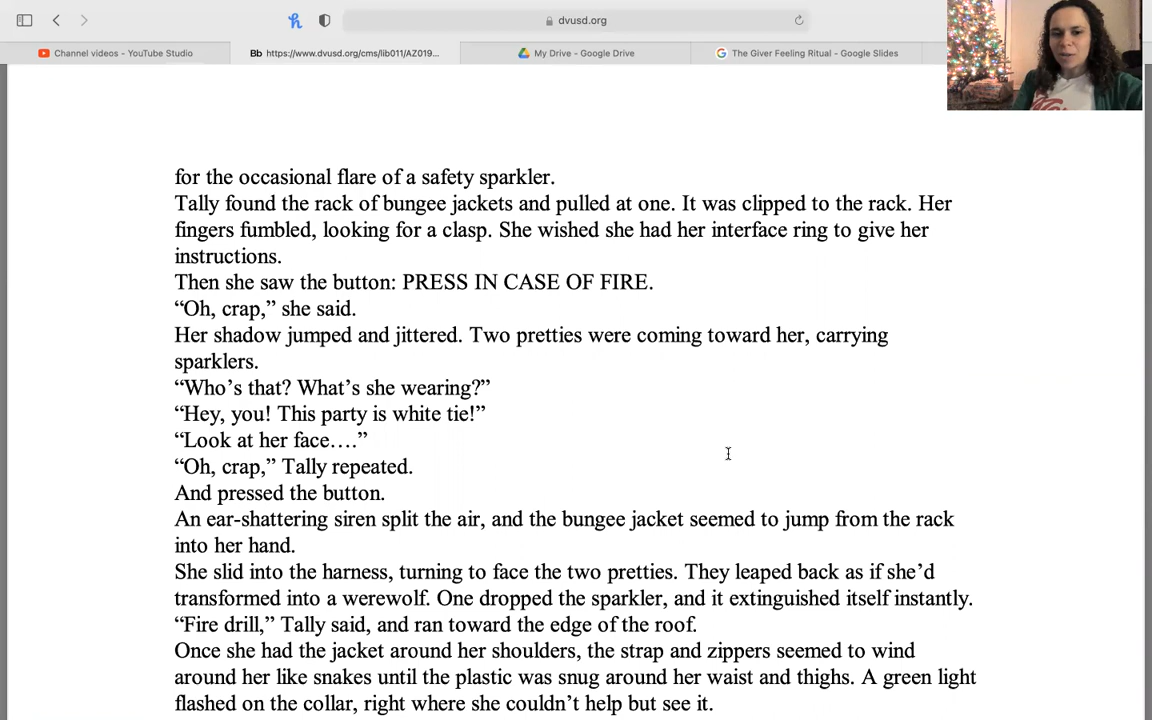 dvusd.org
Channel videos - YouTube Studio
Bb https://www.dvusd.org/cms/lib011/AZ019...
My Drive - Google Drive
The Giver Feeling Ritual - Google Slides
for the occasional flare of a safety sparkler.
Tally found the rack of bungee jackets and pulled at one. It was clipped to the rack. Her
fingers fumbled, looking for a clasp. She wished she had her interface ring to give her
instructions.
Then she saw the button: PRESS IN CASE OF FIRE.
“Oh, crap,” she said.
Her shadow jumped and jittered. Two pretties were coming toward her, carrying
sparklers.
“Who’s that? What’s she wearing?”
“Hey, you! This party is white tie!”
“Look at her face….”
“Oh, crap,” Tally repeated.
And pressed the button.
An ear-shattering siren split the air, and the bungee jacket seemed to jump from the rack
into her hand.
She slid into the harness, turning to face the two pretties. They leaped back as if she’d
transformed into a werewolf. One dropped the sparkler, and it extinguished itself instantly.
“Fire drill,” Tally said, and ran toward the edge of the roof.
Once she had the jacket around her shoulders, the strap and zippers seemed to wind
around her like snakes until the plastic was snug around her waist and thighs. A green light
flashed on the collar, right where she couldn’t help but see it.